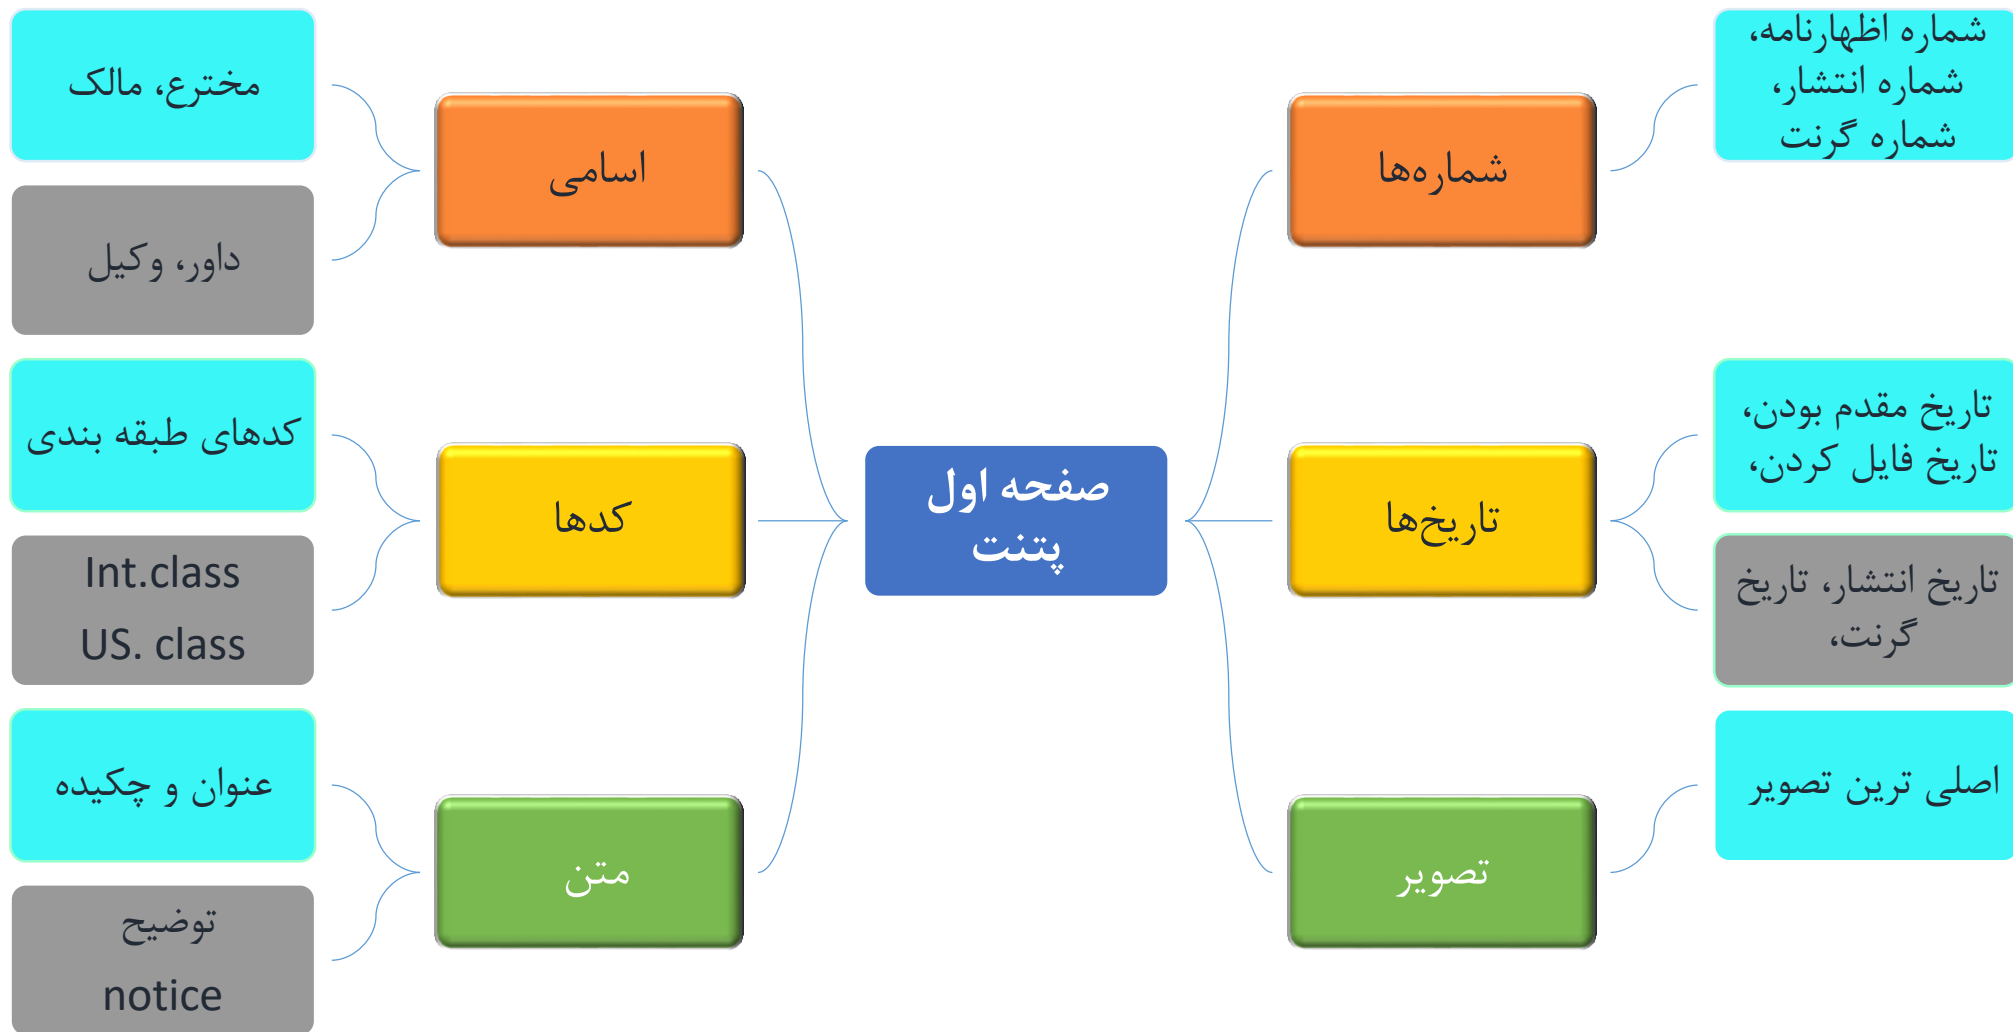 صفحه اول
پتنت
شماره‌ها
شماره اظهارنامه،
شماره انتشار،
شماره گرنت
تاریخ‌ها
تاریخ مقدم بودن،
تاریخ فایل کردن،
تاریخ انتشار، تاریخ
گرنت،
تصویر
اصلی ترین تصویر
اسامی
مخترع، مالک
داور، وکیل
کدها
کدهای طبقه بندی
Int.class
US. class
متن
عنوان و چکیده
توضیح
notice